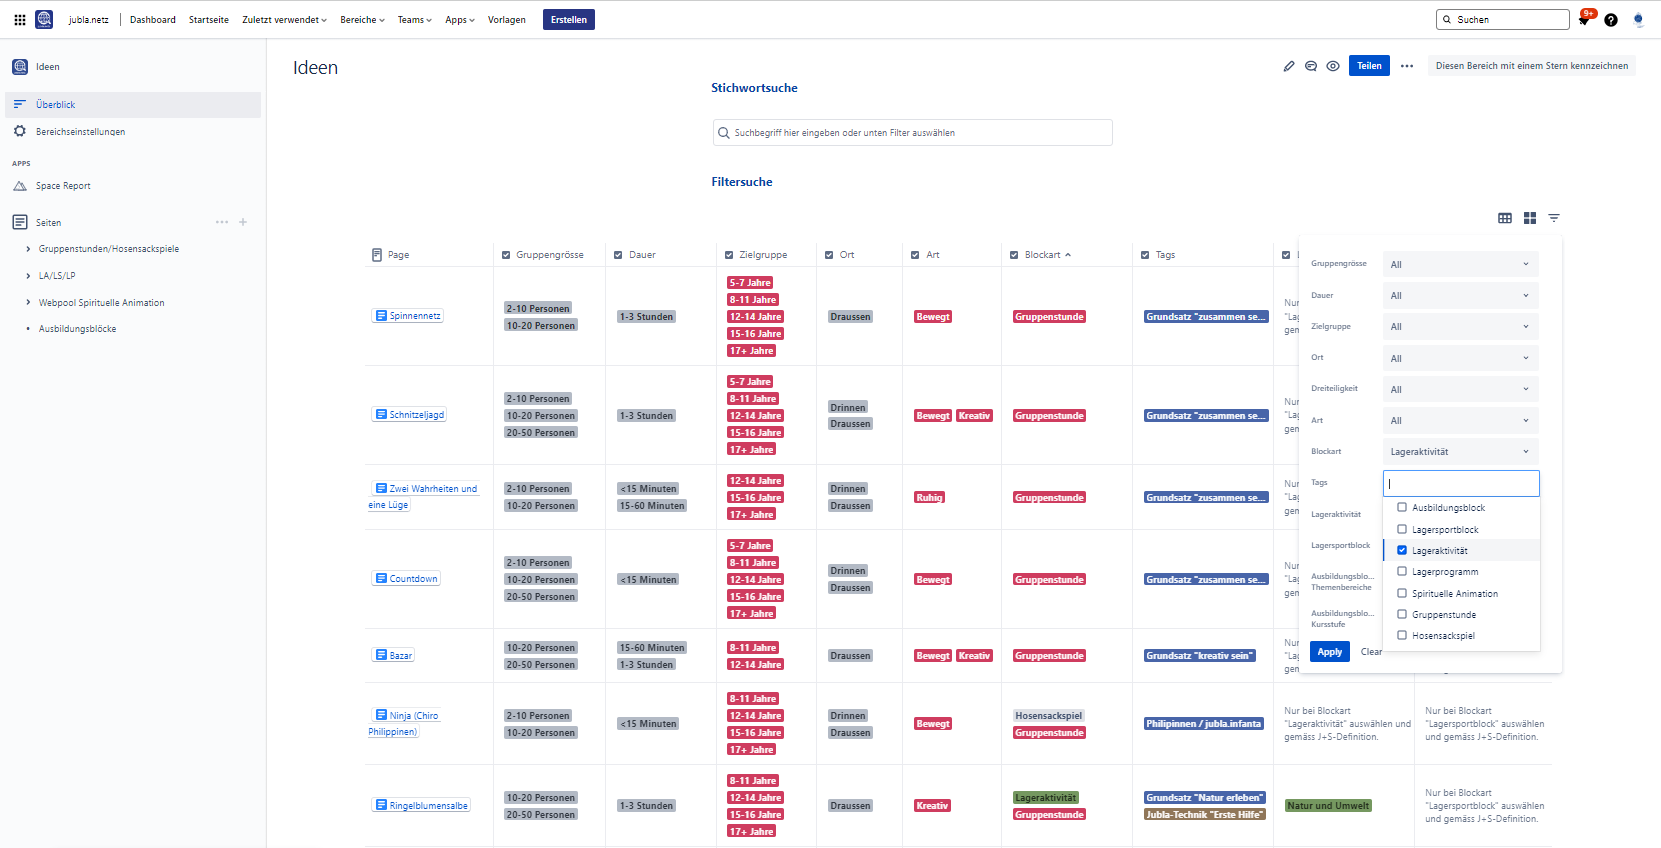 jubla.netz
Dashboard
Startseite
Zuletzt verwendet
Bereiche
Teams
Apps
Vorlagen
Erstellen
Suchen
9+
Ideen
Überblick
Bereichseinstellungen
APPS
Space Report
Seiten
Gruppenstunden/Hosensackspiele
LA/LS/LP
Webpool Spirituelle Animation
Ausbildungsblöcke
Ideen
Teilen
Diesen Bereich mit einem Stern kennzeichnen
Stichwortsuche
Suchbegriff hier eingeben oder unten Filter auswählen
Filtersuche
Page
Gruppengrösse
Dauer
Zielgruppe
Ort
Art
Blockart
Tags
Spinnennetz
2-10 Personen
10-20 Personen
1-3 Stunden
5-7 Jahre
8-11 Jahre
12-14 Jahre
15-16 Jahre
17+ Jahre
Draussen
Bewegt
Gruppenstunde
Grundsatz "zusammen se...
Nur
"Lag
gem
Schnitzeljagd
2-10 Personen
10-20 Personen
20-50 Personen
1-3 Stunden
5-7 Jahre
8-11 Jahre
12-14 Jahre
15-16 Jahre
17+ Jahre
Drinnen
Draussen
Bewegt Kreativ
Gruppenstunde
Grundsatz "zusammen se...
Nur
"Lag
gem
Zwei Wahrheiten und
eine Lüge
2-10 Personen
10-20 Personen
<15 Minuten
15-60 Minuten
12-14 Jahre
15-16 Jahre
17+ Jahre
Drinnen
Draussen
Ruhig
Gruppenstunde
Grundsatz "zusammen se...
Nur
"Lag
gem
Countdown
2-10 Personen
10-20 Personen
20-50 Personen
<15 Minuten
5-7 Jahre
8-11 Jahre
12-14 Jahre
15-16 Jahre
17+ Jahre
Drinnen
Draussen
Bewegt
Gruppenstunde
Grundsatz "zusammen se...
Nur
"Lag
gem
Bazar
10-20 Personen
20-50 Personen
15-60 Minuten
1-3 Stunden
8-11 Jahre
12-14 Jahre
Draussen
Bewegt Kreativ
Gruppenstunde
Grundsatz "kreativ sein"
Nur
"Lag
gem
Ninja (Chiro
Philippinen)
2-10 Personen
10-20 Personen
<15 Minuten
8-11 Jahre
12-14 Jahre
15-16 Jahre
17+ Jahre
Drinnen
Draussen
Bewegt
Hosensackspiel
Gruppenstunde
Philipinnen / jubla.infanta
Nur bei Blockart
"Lageraktivität" auswählen und
gemäss J+S-Definition.
Nur bei Blockart
"Lagersportblock" auswählen
und gemäss J+S-Definition.
Ringelblumensalbe
10-20 Personen
20-50 Personen
1-3 Stunden
8-11 Jahre
12-14 Jahre
15-16 Jahre
17+ Jahre
Draussen
Kreativ
Lageraktivität
Gruppenstunde
Grundsatz "Natur erleben"
Jubla-Technik "Erste Hilfe"
Natur und Umwelt
Nur bei Blockart
"Lagersportblock" auswählen
und gemäss J+S-Definition.
Gruppengrösse All
Dauer All
Zielgruppe All
Ort All
Dreiteiligkeit All
Art All
Blockart Lageraktivität
Tags
Lageraktivität
Lagersportblock
Ausbildungsblo...
Themenbereiche
Ausbildungsblo...
Kursstufe
Ausbildungsblock
Lagersportblock
Lageraktivität
Lagerprogramm
Spirituelle Animation
Gruppenstunde
Hosensackspiel
Apply
Clear